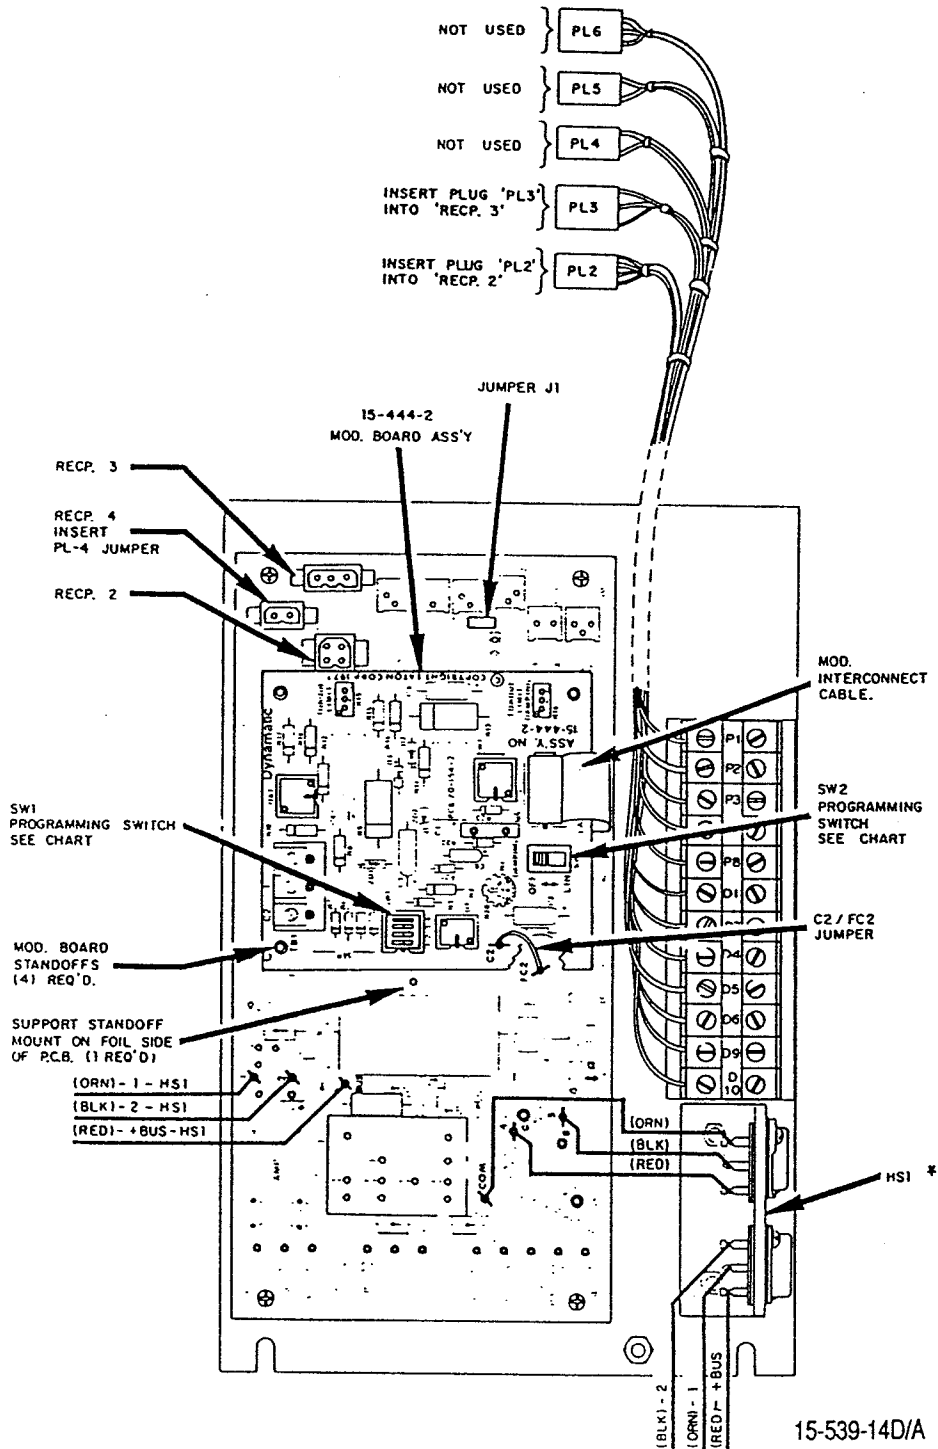 NOT USED
PL6
NOT USED
PL5
NOT USED
PL4
INSERT PLUG 'PL3'
INTO 'RECP. 3'
PL3
INSERT PLUG 'PL2'
INTO 'RECP. 2'
PL2
JUMPER J1
15-444-2
MOD. BOARD ASS'Y
RECP. 3
RECP. 4
INSERT
PL-4 JUMPER
RECP. 2
MOD.
INTERCONNECT
CABLE.
Dynamatic
ASS'Y. NO
15-444-2
SW1
PROGRAMMING SWITCH
SEE CHART
SW2
PROGRAMMING
SWITCH
SEE CHART
OFF
LIN
P1
P2
P3
P8
D1
D4
D5
D6
D9
D
10
C2
FC2
C2 / FC2
JUMPER
MOD. BOARD
STANDOFFS
(4) REQ'D.
SUPPORT STANDOFF
MOUNT ON FOIL SIDE
OF P.C.B. (1 REQ'D)
(ORN)- 1 - HS1
(BLK)- 2 - HS1
(RED)- +BUS-HS1
COM
(ORN)
(BLK)
(RED)
HS1 *
(BLK)- 2
(ORN)- 1
(RED)- + BUS
15-539-14D/A